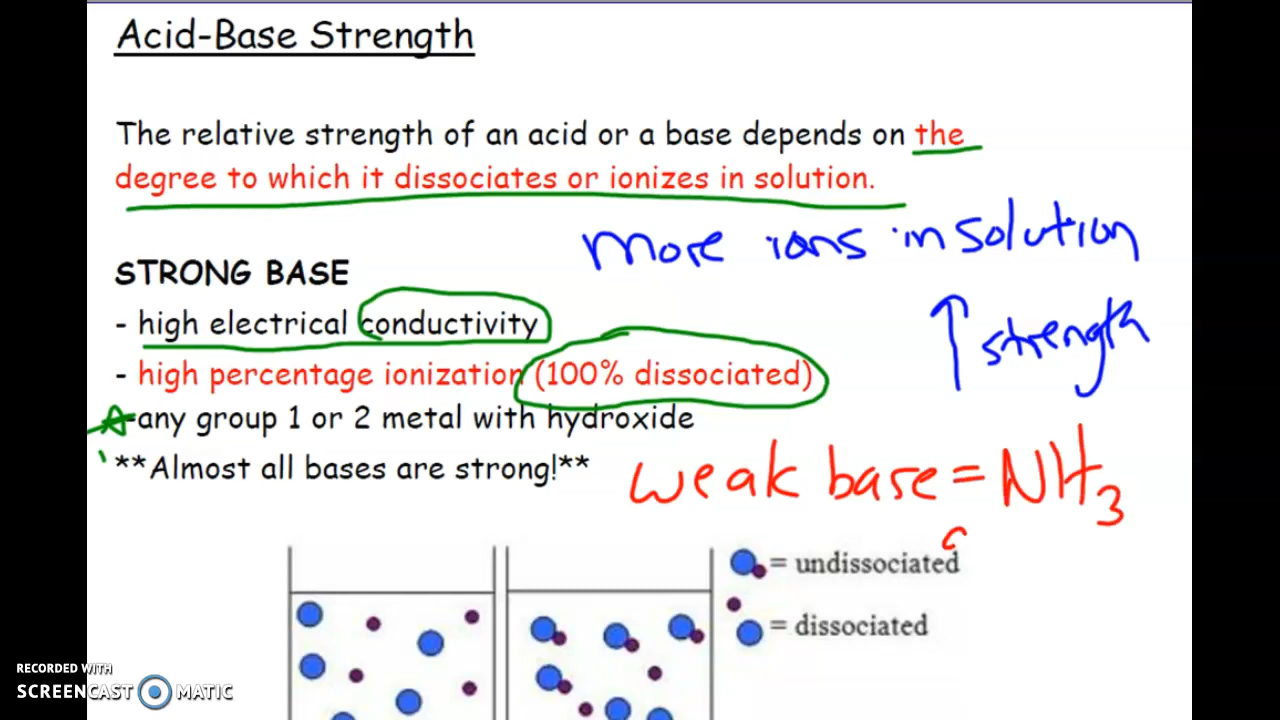 Acid-Base Strength
The relative strength of an acid or a base depends on the
degree to which it dissociates or ionizes in solution.
more ions in solution
↑ strength
STRONG BASE
- high electrical conductivity
- high percentage ionization (100% dissociated)
-any group 1 or 2 metal with hydroxide
**Almost all bases are strong!**
weak base = NH3
= undissociated
= dissociated
RECORDED WITH
SCREENCAST MATIC